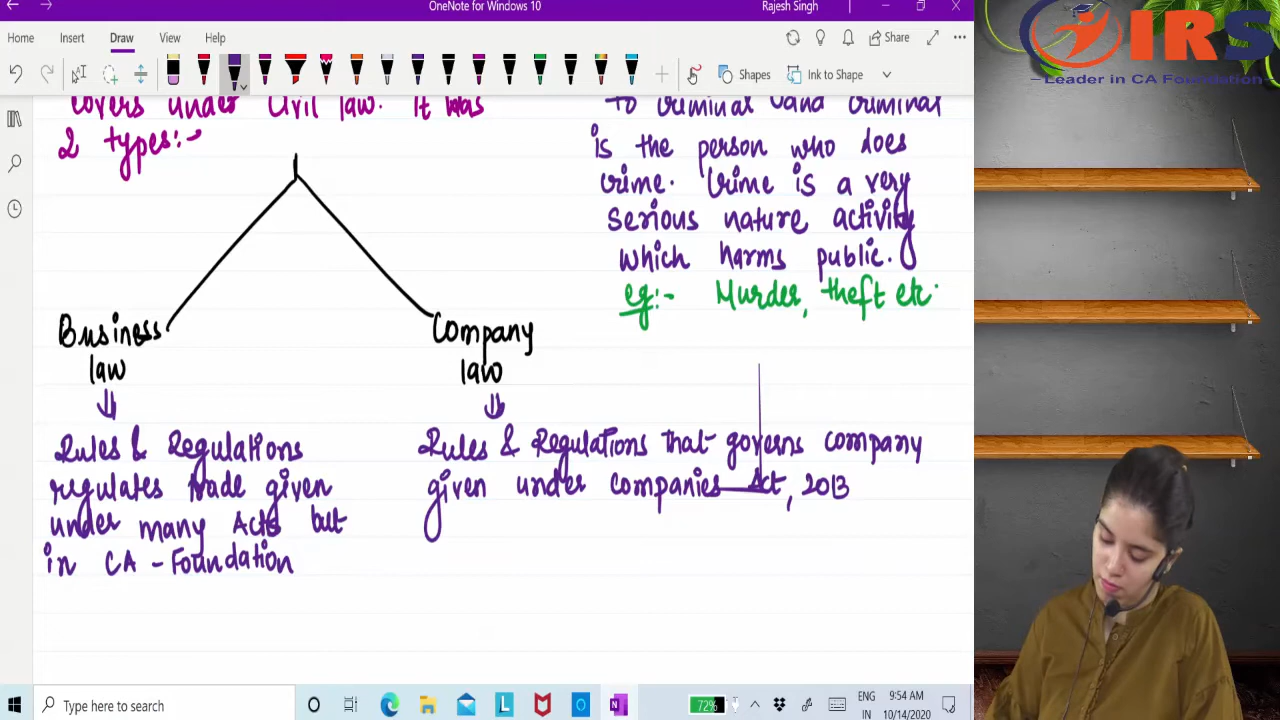 OneNote for Windows 10
Rajesh Singh
Home Insert Draw View Help
Share
Shapes
Ink to Shape
covers under Civil law. It has
2 types:-
Business
law
Rules & Regulations
regulates trade given
under many Acts but
in CA - Foundation
Company
law
Rules & Regulations that governs company
given under companies Act, 2013
to criminal and criminal
is the person who does
crime. Crime is a very
serious nature activity
which harms public.
eg:- Murder, theft etc.
IRS
Leader in CA Foundation
Type here to search
72%
ENG
IN
9:54 AM
10/14/2020